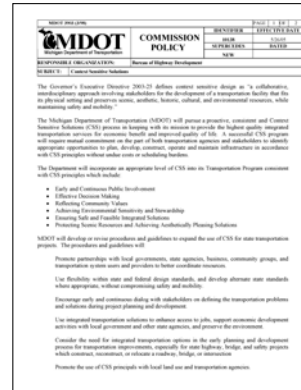 MDOT
Michigan Department of Transportation
COMMISSION
POLICY
PAGE 1 OF 2
IDENTIFIER
EFFECTIVE DATE
SUPERCEDES
DATED
NEW
RESPONSIBLE ORGANIZATION: Bureau of Highway Development
SUBJECT: Context Sensitive Solutions
The Governor's Executive Directive 2003-25 defines context sensitive design as "a collaborative,
interdisciplinary approach involving stakeholders for the development of a transportation facility that fits
its physical setting and preserves scenic, aesthetic, historic, cultural, and environmental resources, while
maintaining safety and mobility."
The Michigan Department of Transportation (MDOT) will pursue a proactive, consistent and Context
Sensitive Solutions (CSS) process in keeping with its mission to provide the highest quality integrated
transportation services for economic benefit and improved quality of life. A successful CSS program
will require mutual commitment on the part of both transportation agencies and stakeholders to identify
appropriate opportunities to plan, develop, construct, operate and maintain infrastructure in accordance
with CSS principles without undue costs or scheduling burdens.
The Department will incorporate an appropriate level of CSS into its Transportation Program consistent
with CSS principles which include:
• Early and Continuous Public Involvement
• Effective Decision Making
• Reflecting Community Values
• Achieving Environmental Sensitivity and Stewardship
• Ensuring Safe and Feasible Integrated Solutions
• Protecting Scenic Resources and Achieving Aesthetically Pleasing Solutions
MDOT will develop or revise procedures and guidelines to expand the use of CSS for state transportation
projects. The procedures and guidelines will:
Promote partnerships with local governments, state agencies, business, community groups, and
transportation system users and providers to better coordinate resources.
Use flexibility within state and federal design standards, and develop alternate state standards
where appropriate, without compromising safety and mobility.
Encourage early and continuous dialog with stakeholders on defining the transportation problems
and solutions during project planning and development.
Use integrated transportation solutions to enhance access to jobs, support economic development
activities with local government and other state agencies, and preserve the environment
Consider the need for integrated transportation options in the early planning and development
process for transportation improvements, especially for state highway, bridge, and safety projects
which construct, reconstruct, or relocate a roadway, bridge, or intersection
Promote the use of CSS principles with local land use and transportation agencies.